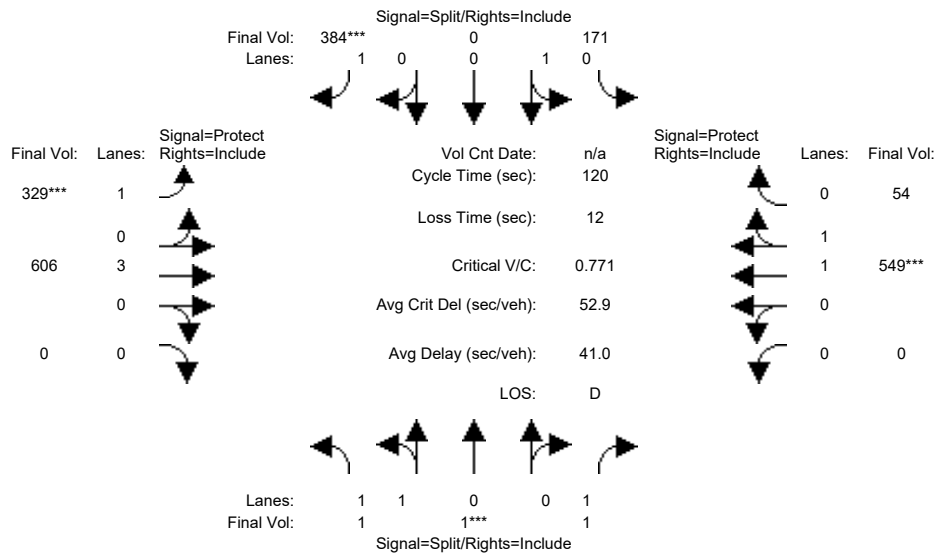 Signal=Split/Rights=Include
Final Vol: 384*** 0 171
Lanes: 1 0 0 1 0
Signal=Protect
Final Vol: Lanes: Rights=Include
Vol Cnt Date: n/a
Signal=Protect
Rights=Include Lanes: Final Vol:
Cycle Time (sec): 120
329*** 1
0 54
Loss Time (sec): 12
0
1
606 3
Critical V/C: 0.771
1 549***
0
Avg Crit Del (sec/veh): 52.9
0
0 0
Avg Delay (sec/veh): 41.0
0 0
LOS: D
Lanes: 1 1 0 0 1
Final Vol: 1 1*** 1
Signal=Split/Rights=Include